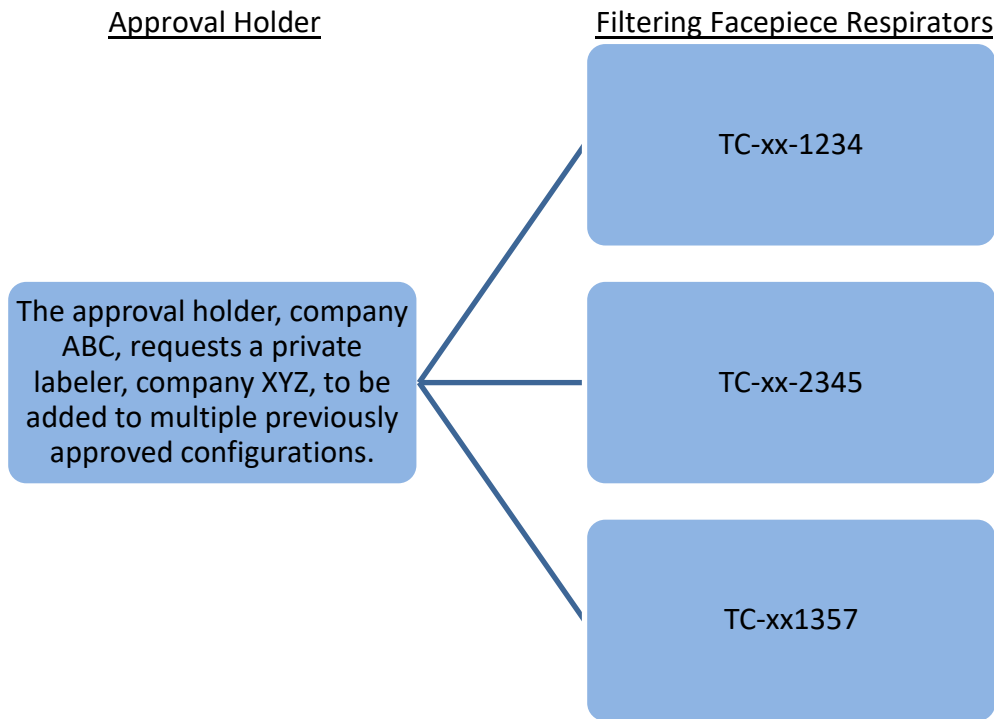 Approval Holder
Filtering Facepiece Respirators
The approval holder, company
ABC, requests a private
labeler, company XYZ, to be
added to multiple previously
approved configurations.
TC-xx-1234
TC-xx-2345
TC-xx1357